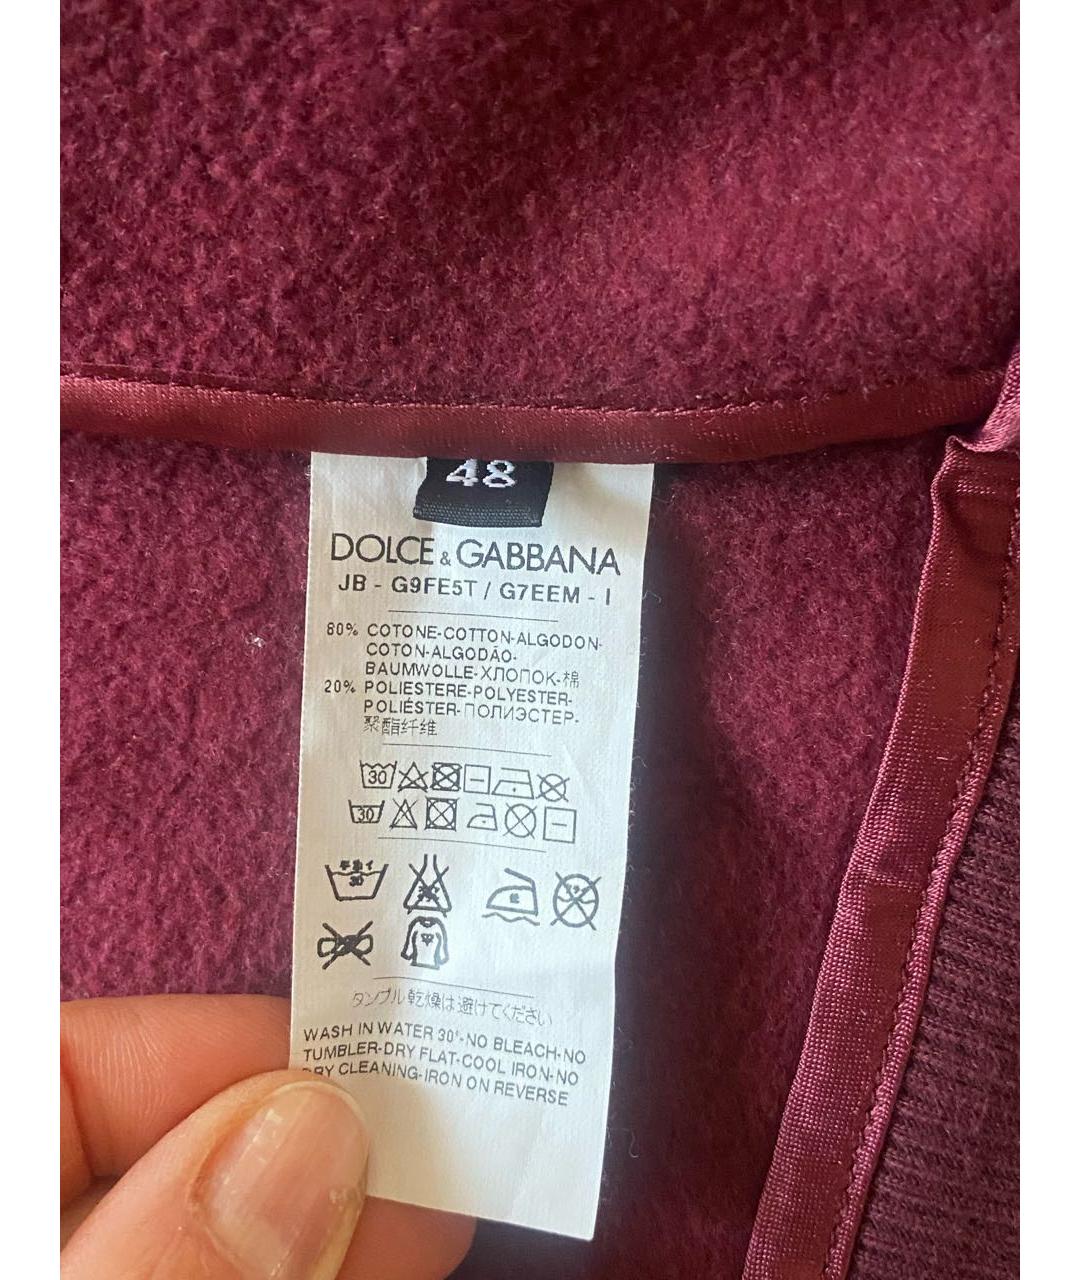 48
DOLCE & GABBANA
JB - G9FE5T / G7EEM - I
80% COTONE-COTTON-ALGODON-
COTON-ALGODÃO-
BAUMWOLLE-ХЛОПОК-棉
20% POLIESTERE-POLYESTER-
POLIÉSTER-ПОЛИЭСТЕР-
聚酯纤维
30
30
30
タンブル乾燥は避けてください
WASH IN WATER 30°-NO BLEACH-NO
TUMBLER-DRY FLAT-COOL IRON-NO
DRY CLEANING-IRON ON REVERSE